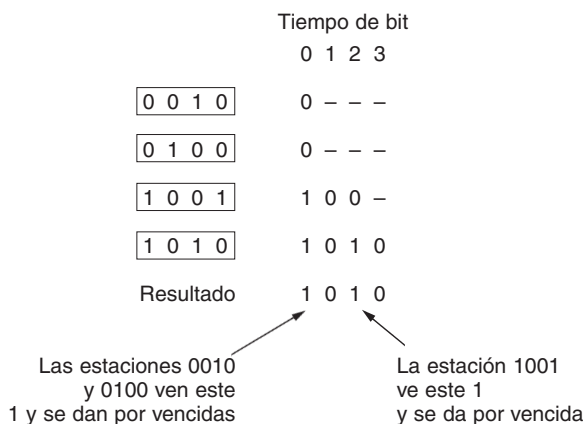 Tiempo de bit
0 1 2 3
0 0 1 0 0 – – –
0 1 0 0 0 – – –
1 0 0 1 1 0 0 –
1 0 1 0 1 0 1 0
Resultado 1 0 1 0
Las estaciones 0010
y 0100 ven este
1 y se dan por vencidas
La estación 1001
ve este 1
y se da por vencida